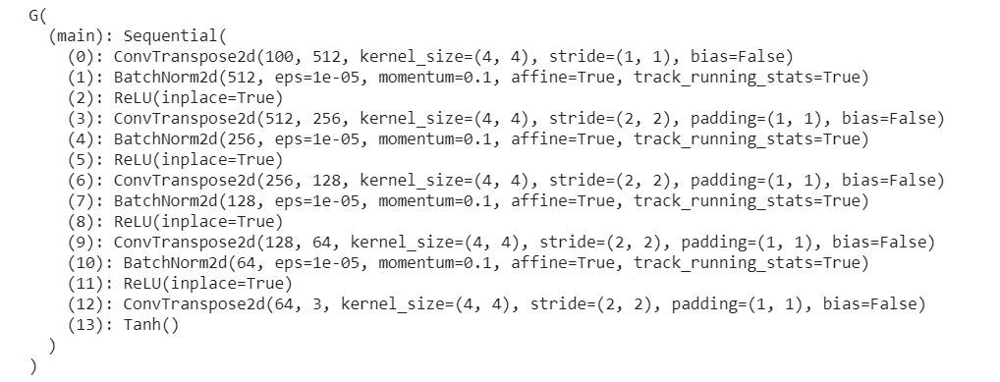 G(
  (main): Sequential(
    (0): ConvTranspose2d(100, 512, kernel_size=(4, 4), stride=(1, 1), bias=False)
    (1): BatchNorm2d(512, eps=1e-05, momentum=0.1, affine=True, track_running_stats=True)
    (2): ReLU(inplace=True)
    (3): ConvTranspose2d(512, 256, kernel_size=(4, 4), stride=(2, 2), padding=(1, 1), bias=False)
    (4): BatchNorm2d(256, eps=1e-05, momentum=0.1, affine=True, track_running_stats=True)
    (5): ReLU(inplace=True)
    (6): ConvTranspose2d(256, 128, kernel_size=(4, 4), stride=(2, 2), padding=(1, 1), bias=False)
    (7): BatchNorm2d(128, eps=1e-05, momentum=0.1, affine=True, track_running_stats=True)
    (8): ReLU(inplace=True)
    (9): ConvTranspose2d(128, 64, kernel_size=(4, 4), stride=(2, 2), padding=(1, 1), bias=False)
    (10): BatchNorm2d(64, eps=1e-05, momentum=0.1, affine=True, track_running_stats=True)
    (11): ReLU(inplace=True)
    (12): ConvTranspose2d(64, 3, kernel_size=(4, 4), stride=(2, 2), padding=(1, 1), bias=False)
    (13): Tanh()
  )
)